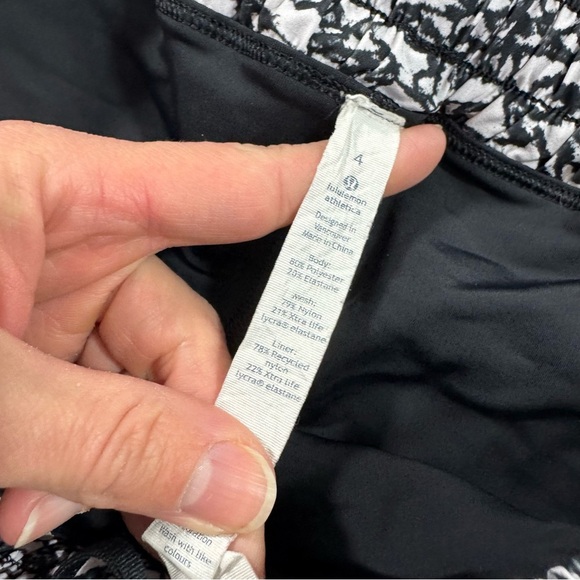 4
lululemon
athletica
Designed in
Vancouver
Made in China
Body:
80% Polyester
20% Elastane
Mesh:
79% Nylon
21% Xtra life
lycra® elastane
Liner:
78% Recycled
nylon
22% Xtra life
lycra® elastane
Wash with like
colours